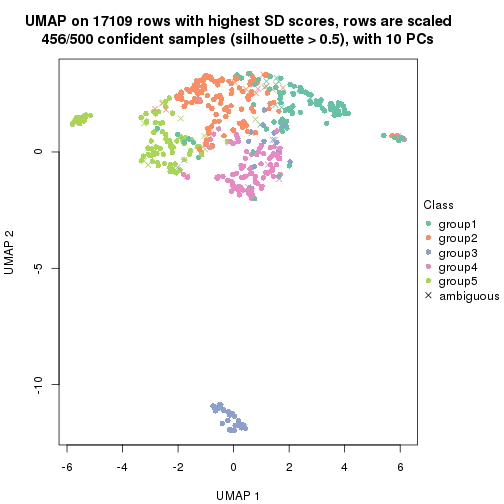 UMAP on 17109 rows with highest SD scores, rows are scaled
456/500 confident samples (silhouette > 0.5), with 10 PCs
0
-5
-10
UMAP 2
-6
-4
-2
0
2
4
6
UMAP 1
Class
group1
group2
group3
group4
group5
ambiguous